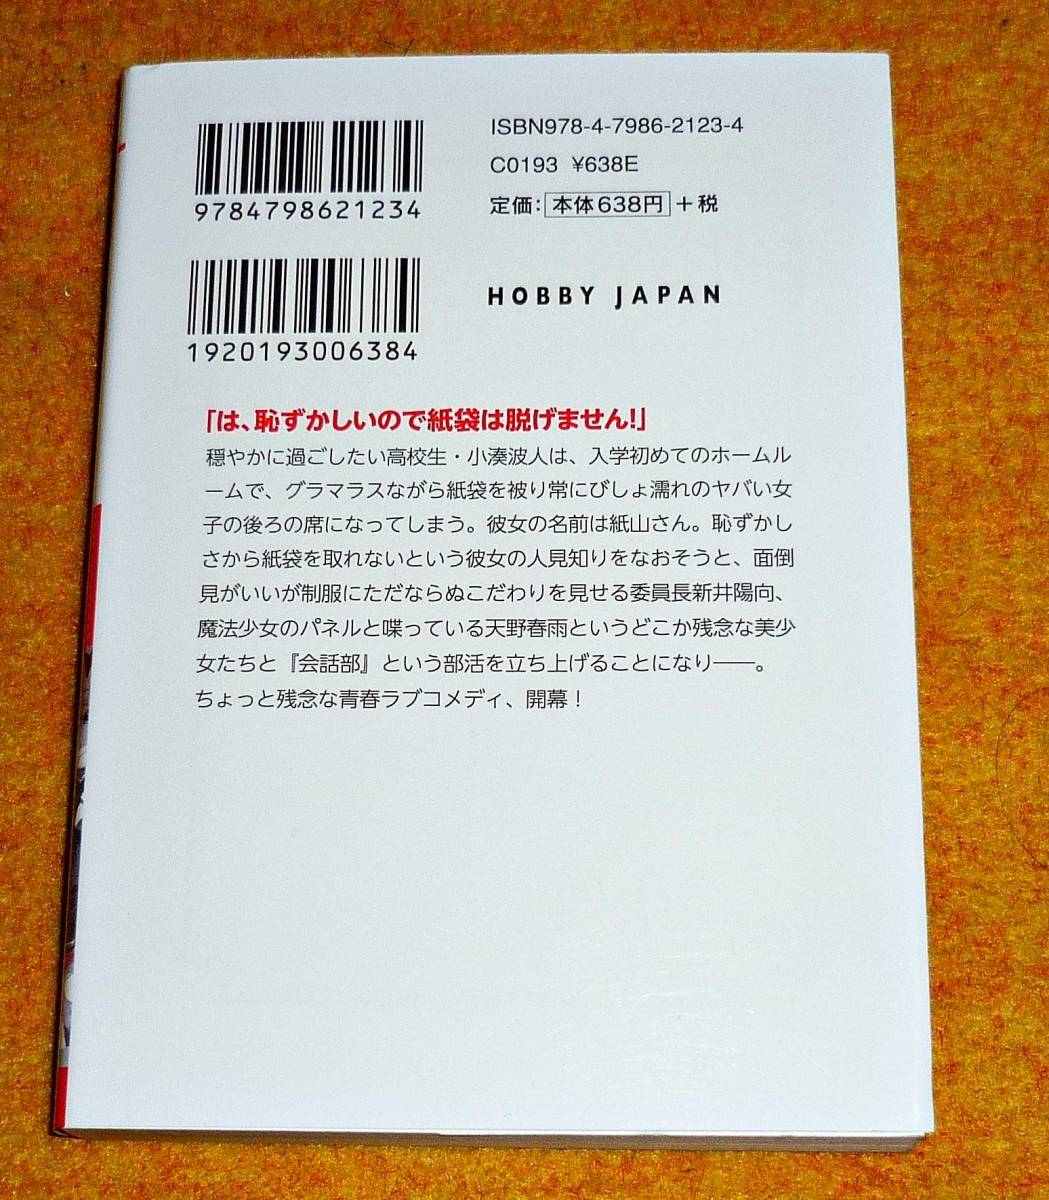 9784798621234
ISBN978-4-7986-2123-4
C0193 ¥638E
定価:本体638円+税
1920193006384
HOBBY JAPAN
「は、恥ずかしいので紙袋は脱げません!」
穏やかに過ごしたい高校生・小湊波人は、入学初めてのホームル
ームで、グラマラスながら紙袋を被り常にびしょ濡れのヤバい女
子の後ろの席になってしまう。彼女の名前は紙山さん。恥ずかし
さから紙袋を取れないという彼女の人見知りをなおそうと、面倒
見がいいが制服にただならぬこだわりを見せる委員長新井陽向、
魔法少女のパネルと喋っている天野春雨というどこか残念な美少
女たちと『会話部』という部活を立ち上げることになり――。
ちょっと残念な青春ラブコメディ、開幕!